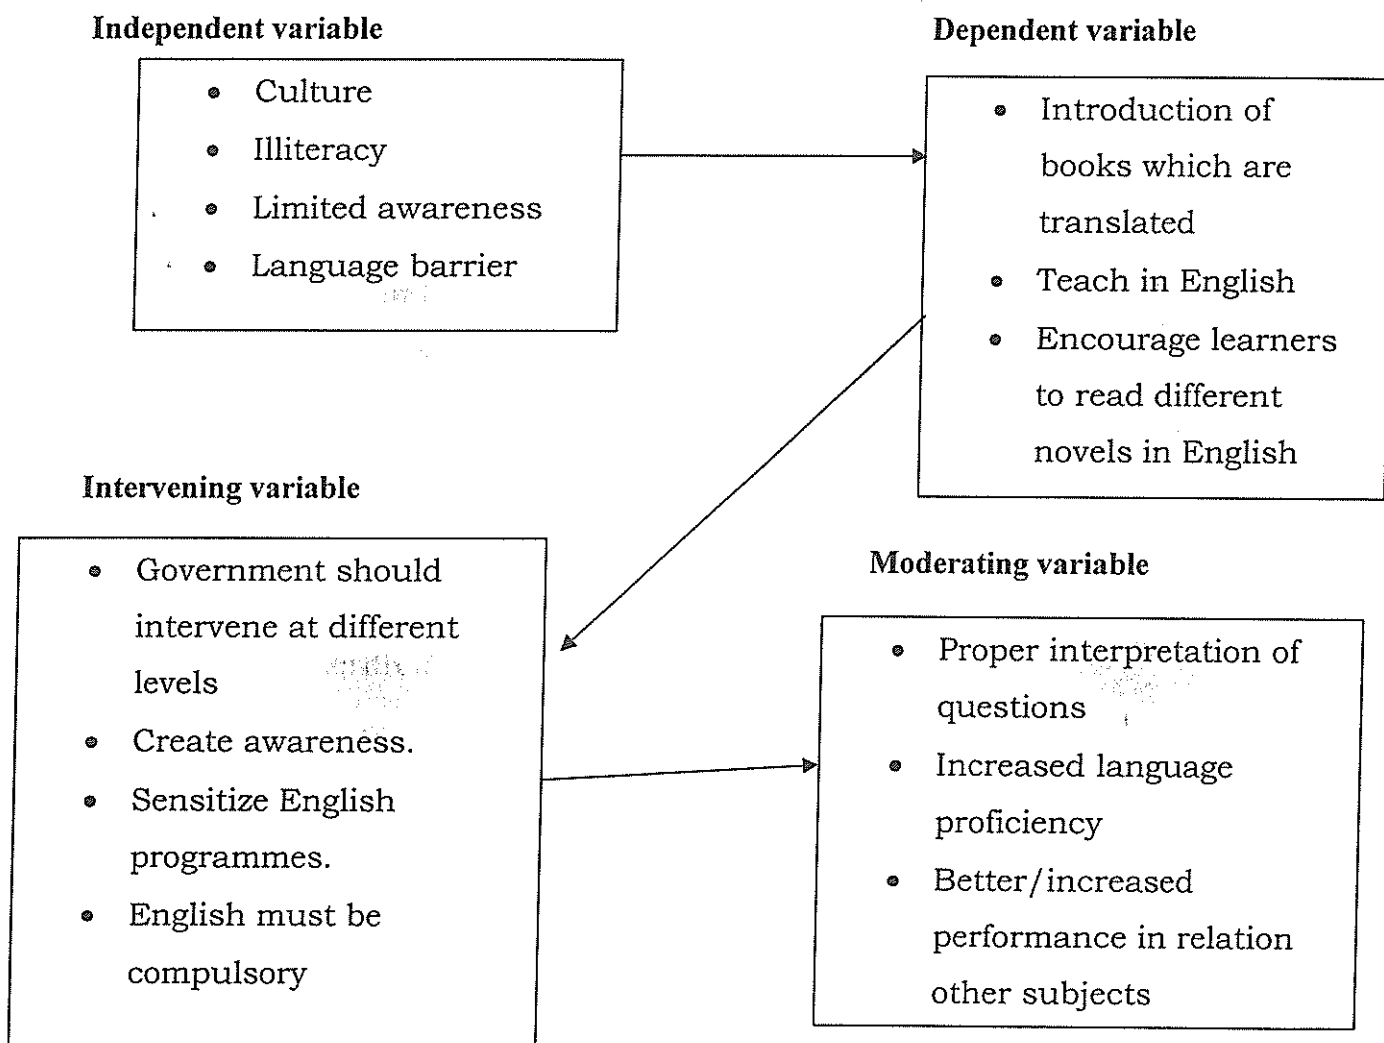 Independent variable
• Culture
• Illiteracy
• Limited awareness
• Language barrier
Dependent variable
• Introduction of
books which are
translated
• Teach in English
• Encourage learners
to read different
novels in English
Intervening variable
• Government should
intervene at different
levels
• Create awareness.
• Sensitize English
programmes.
• English must be
compulsory
Moderating variable
• Proper interpretation of
questions
• Increased language
proficiency
• Better/increased
performance in relation
other subjects